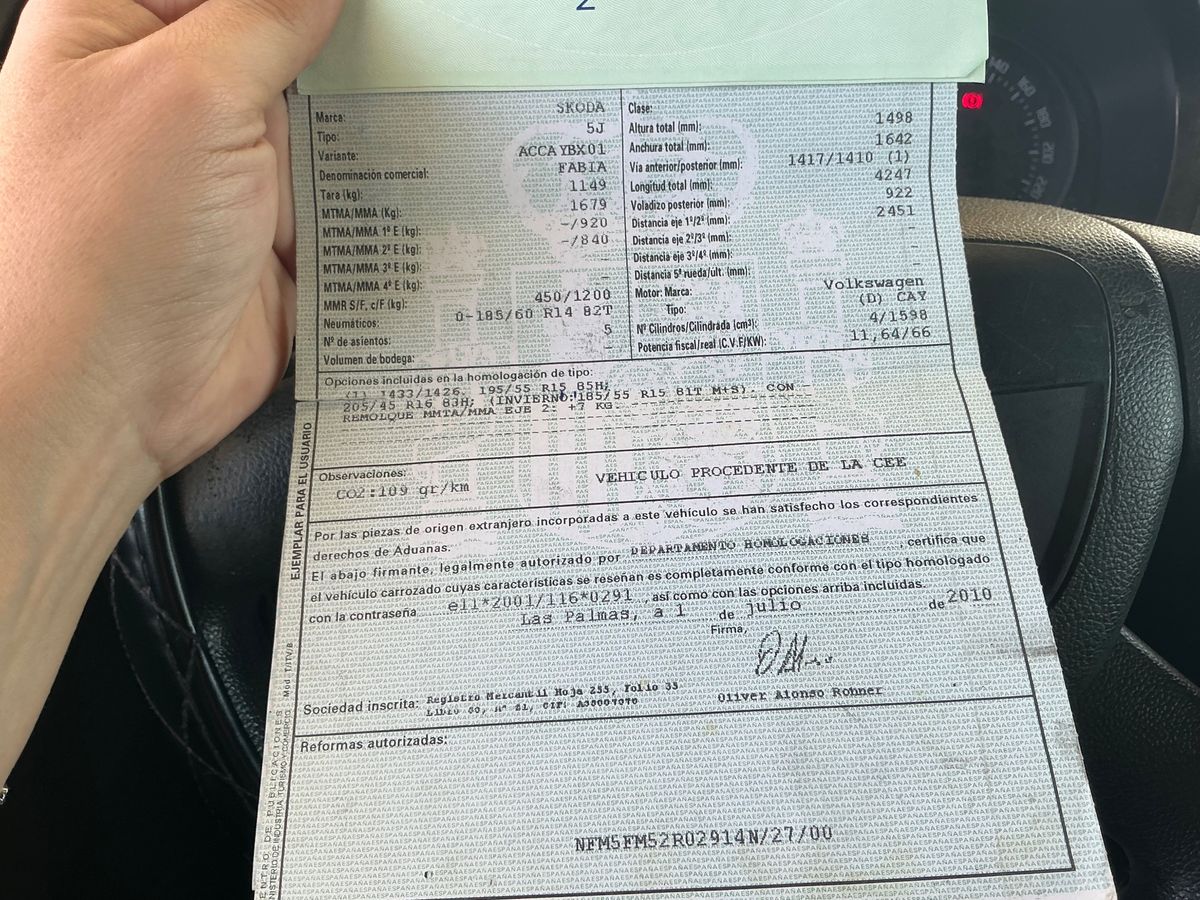 2
Marca: SKODA
Tipo: 5J
Variante: ACCAYBX01
Denominación comercial: FABIA
Tara (kg): 1149
MTMA/MMA (Kg): 1679
MTMA/MMA 1º E (kg): -/920
MTMA/MMA 2º E (kg): -/840
MTMA/MMA 3º E (kg): -
MTMA/MMA 4º E (kg): -
MMR S/F, c/F (kg): 450/1200
Neumáticos: 0-185/60 R14 82T
Nº de asientos: 5
Volumen de bodega: -
Clase:
Altura total (mm): 1498
Anchura total (mm): 1642
Vía anterior/posterior (mm): 1417/1410 (1)
Longitud total (mm): 4247
Voladizo posterior (mm): 922
Distancia eje 1º/2º (mm): 2451
Distancia eje 2º/3º (mm): -
Distancia eje 3º/4º (mm): -
Distancia 5ª rueda/ult. (mm): -
Motor: Marca: Volkswagen
Tipo: (D) CAY
Nº Cilindros/Cilindrada (cm³): 4/1598
Potencia fiscal/real (C.V.F/KW): 11,64/66
Opciones incluidas en la homologación de tipo:
(1) 1433/1426. 195/55 R15 85H;
205/45 R16 83H; (INVIERNO:185/55 R15 81T M+S). CON
REMOLQUE MMTA/MMA EJE 2: +7 KG.
Observaciones:
CO2:109 gr/km VEHICULO PROCEDENTE DE LA CEE
Por las piezas de origen extranjero incorporadas a este vehículo se han satisfecho los correspondientes
derechos de Aduanas.
El abajo firmante, legalmente autorizado por DEPARTAMENTO HOMOLOGACIONES, certifica que
el vehículo carrozado cuyas características se reseñan es completamente conforme con el tipo homologado
con la contraseña e11*2001/116*0291, así como con las opciones arriba incluidas.
Las Palmas, a 1 de julio de 2010
Firma,
Sociedad inscrita: Registro Mercantil Hoja 255, Folio 35
Libro 60, Nº 81, CIF:
Oliver Alonso Rohner
Reformas autorizadas:
NFM5FM52R02914N/27/00
EJEMPLAR PARA EL USUARIO
Mod. T/ITV/B
CENTRO DE PUBLICACIONES
MINISTERIO DE INDUSTRIA, TURISMO Y COMERCIO